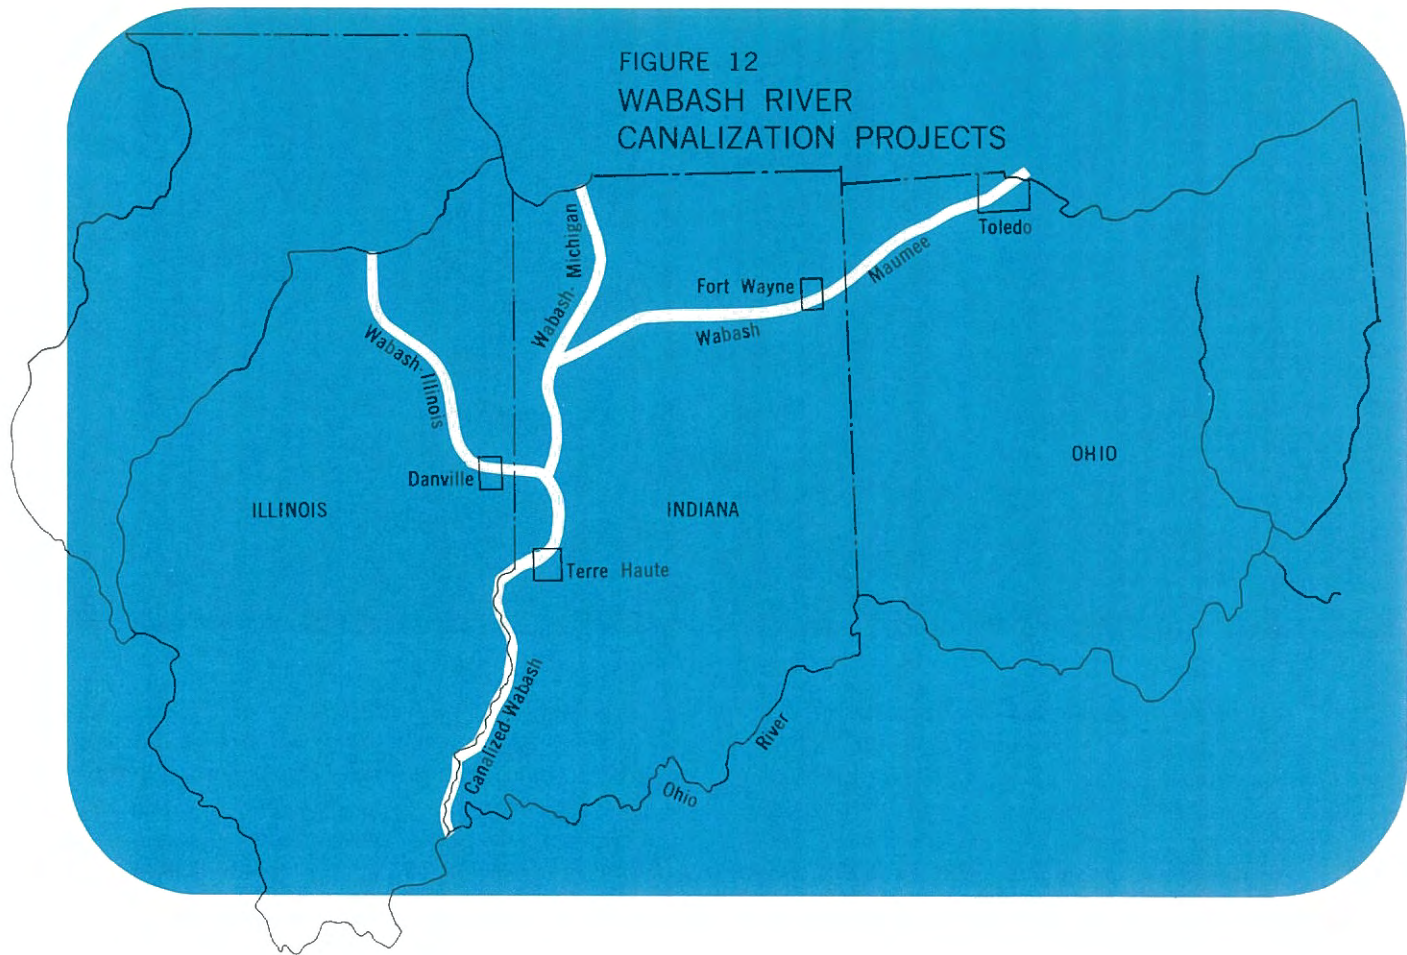 FIGURE 12
WABASH RIVER
CANALIZATION PROJECTS
Toledo
Wabash-Michigan
Maumee
Fort Wayne
Wabash
Wabash-Illinois
OHIO
Danville
ILLINOIS
INDIANA
Terre Haute
Canalized-Wabash
River
Ohio